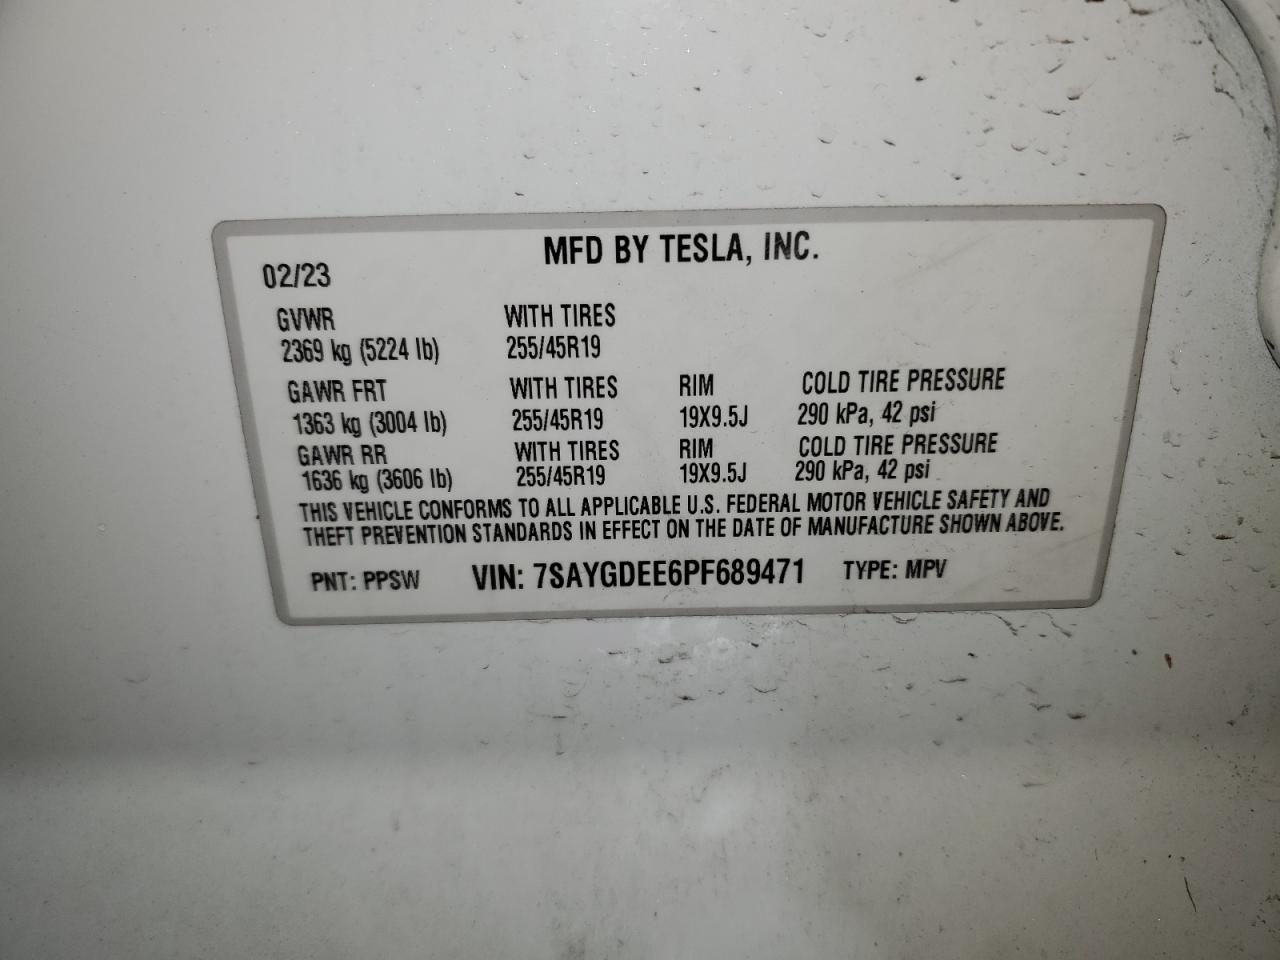 MFD BY TESLA, INC.
02/23
GVWR WITH TIRES
2369 kg (5224 lb) 255/45R19
GAWR FRT WITH TIRES RIM COLD TIRE PRESSURE
1363 kg (3004 lb) 255/45R19 19X9.5J 290 kPa, 42 psi
GAWR RR WITH TIRES RIM COLD TIRE PRESSURE
1636 kg (3606 lb) 255/45R19 19X9.5J 290 kPa, 42 psi
THIS VEHICLE CONFORMS TO ALL APPLICABLE U.S. FEDERAL MOTOR VEHICLE SAFETY AND
THEFT PREVENTION STANDARDS IN EFFECT ON THE DATE OF MANUFACTURE SHOWN ABOVE.
PNT: PPSW VIN: 7SAYGDEE6PF689471 TYPE: MPV